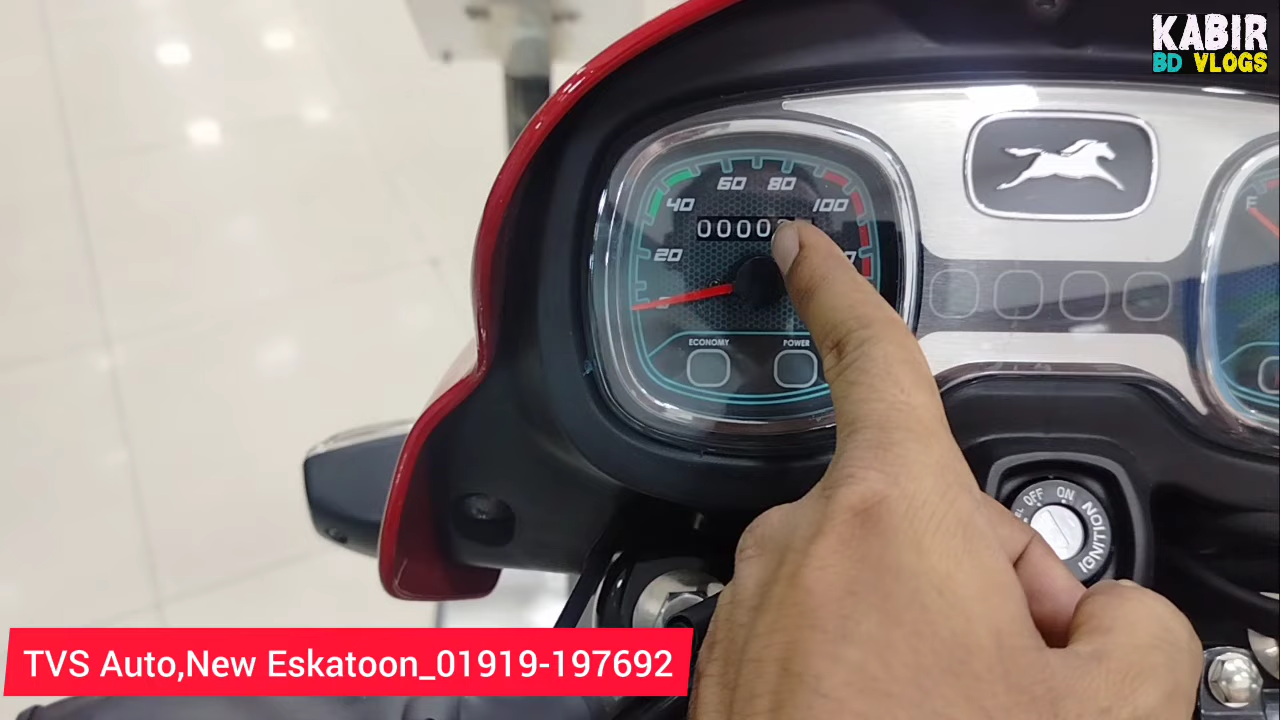 KABIR
BD VLOGS
60 80
40 100
0000
20
ECONOMY POWER
F
OFF ON
IGNITION
TVS Auto,New Eskatoon_01919-197692